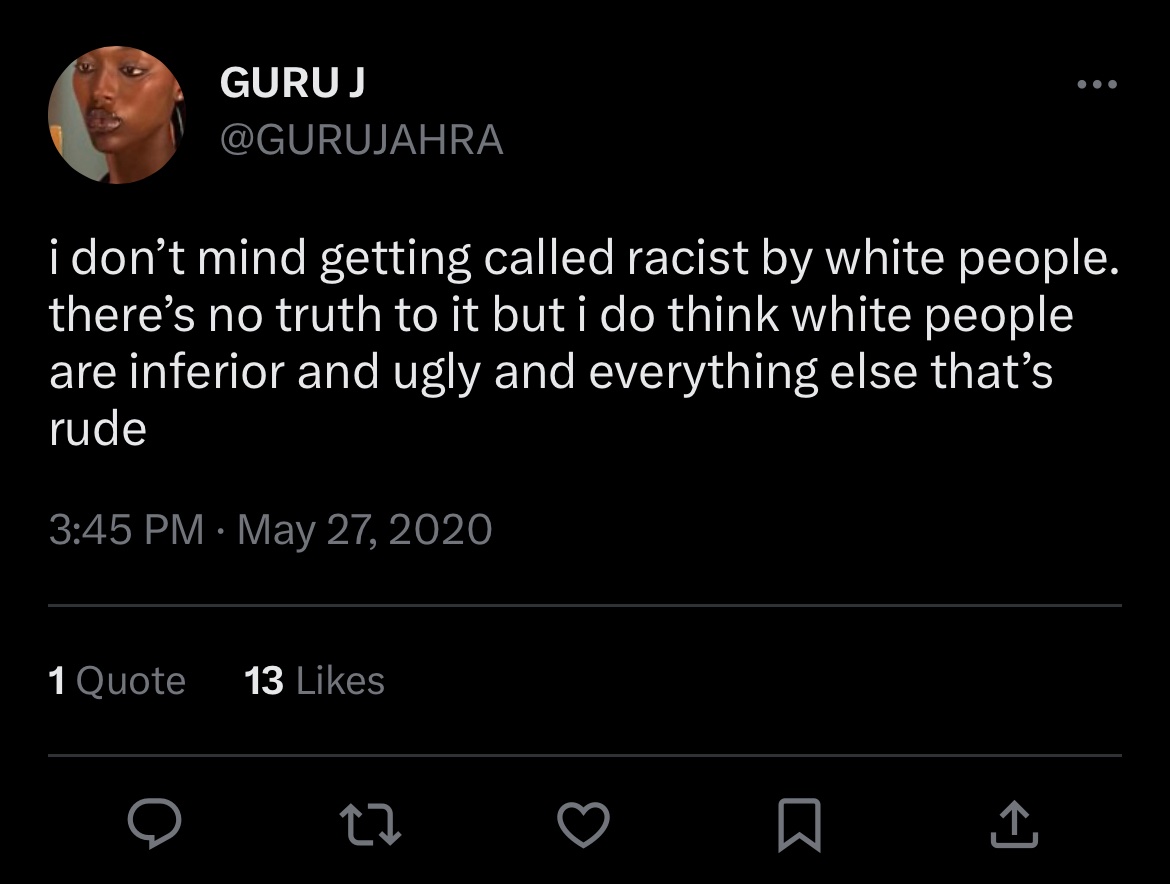 GURU J
@GURUJAHRA
i don’t mind getting called racist by white people.
there’s no truth to it but i do think white people
are inferior and ugly and everything else that’s
rude
3:45 PM · May 27, 2020
1 Quote 13 Likes